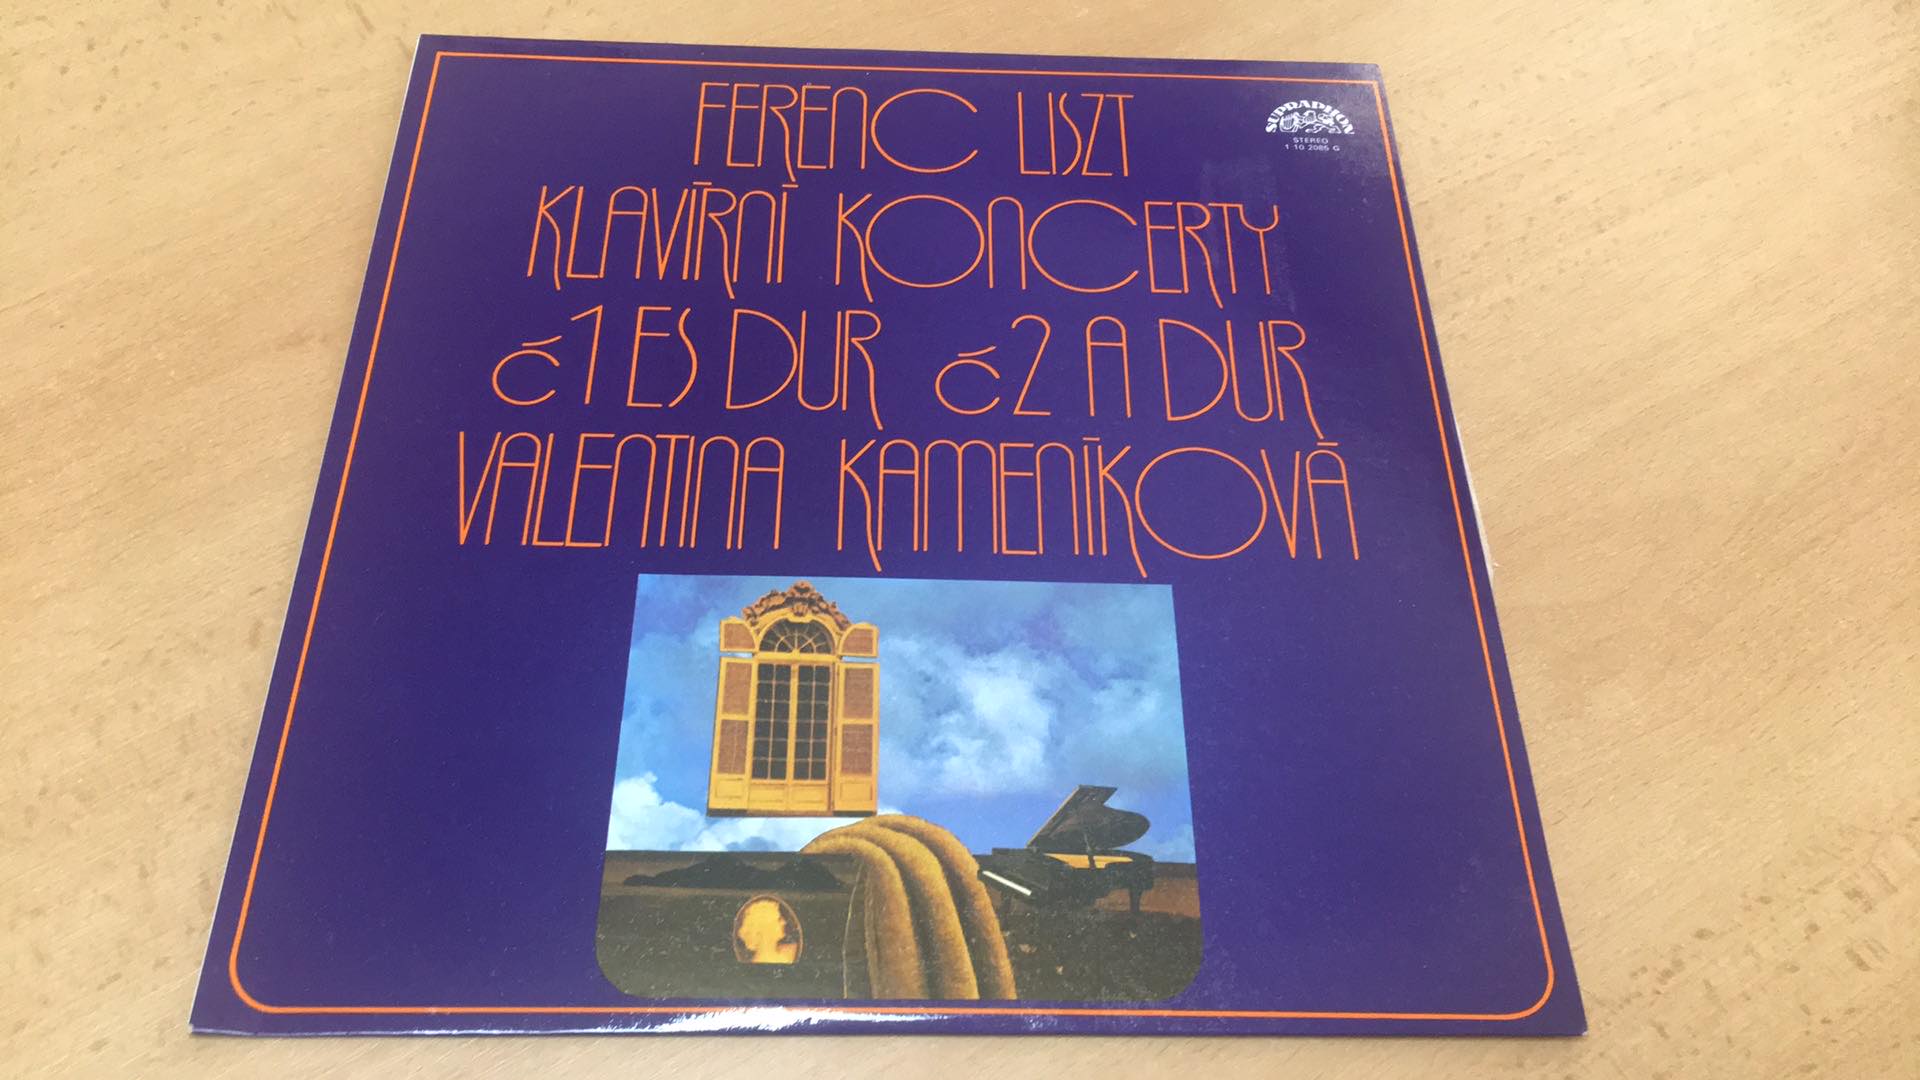 FERENC LISZT
SUPRAPHON
STEREO
1 10 2085 G
KLAVÍRNÍ KONCERTY
č 1 ES DUR č 2 A DUR
VALENTINA KAMENÍKOVÁ